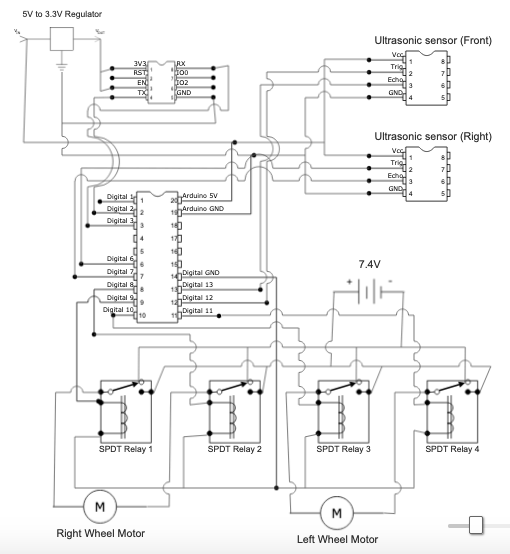 5V to 3.3V Regulator
Ultrasonic sensor (Front)
3V3 1 8 RX
RST 2 7 IO0
EN 3 6 IO2
TX 4 5 GND
Vcc 1 8
Trig 2 7
Echo 3 6
GND 4 5
Ultrasonic sensor (Right)
Vcc 1 8
Trig 2 7
Echo 3 6
GND 4 5
Digital 1 1 20 Arduino 5V
Digital 2 2 19 Arduino GND
Digital 3 3 18
4 17
5 16
Digital 6 6 15
Digital 7 7 14 Digital GND
Digital 8 8 13 Digital 13
Digital 9 9 12 Digital 12
Digital 10 10 11 Digital 11
7.4V
+ -
SPDT Relay 1
SPDT Relay 2
SPDT Relay 3
SPDT Relay 4
M
Right Wheel Motor
M
Left Wheel Motor